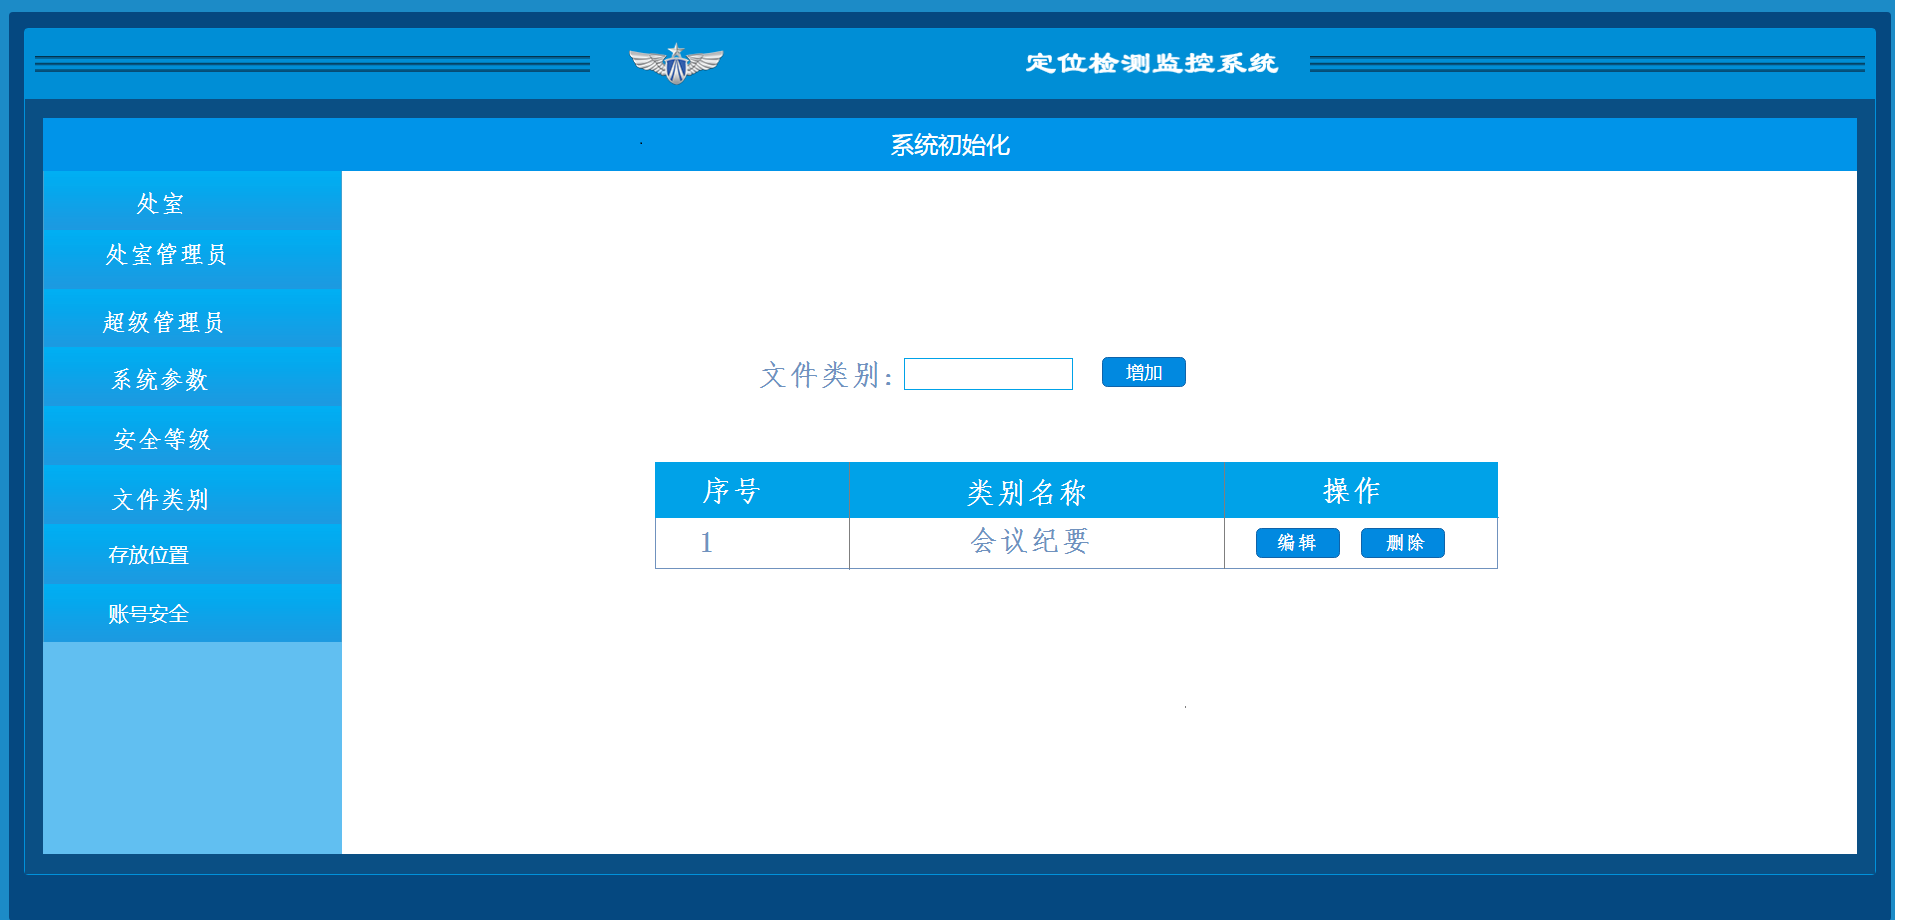 定位检测监控系统
系统初始化
处室
处室管理员
超级管理员
系统参数
安全等级
文件类别
存放位置
账号安全
文件类别: 增加
序号 类别名称 操作
1 会议纪要 编辑 删除